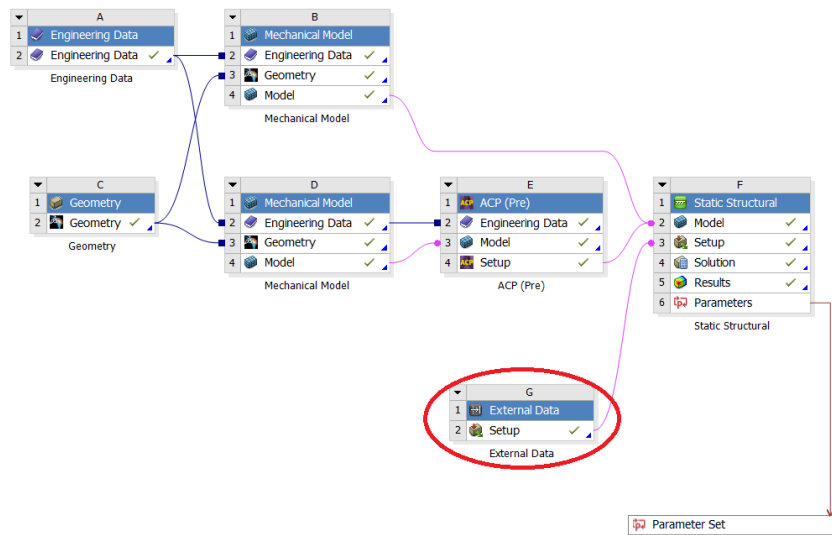 A
1 Engineering Data
2 Engineering Data
Engineering Data
B
1 Mechanical Model
2 Engineering Data
3 Geometry
4 Model
Mechanical Model
C
1 Geometry
2 Geometry
Geometry
D
1 Mechanical Model
2 Engineering Data
3 Geometry
4 Model
Mechanical Model
E
1 ACP ACP (Pre)
2 Engineering Data
3 Model
4 ACP Setup
ACP (Pre)
F
1 Static Structural
2 Model
3 Setup
4 Solution
5 Results
6 Parameters
Static Structural
G
1 External Data
2 Setup
External Data
Parameter Set